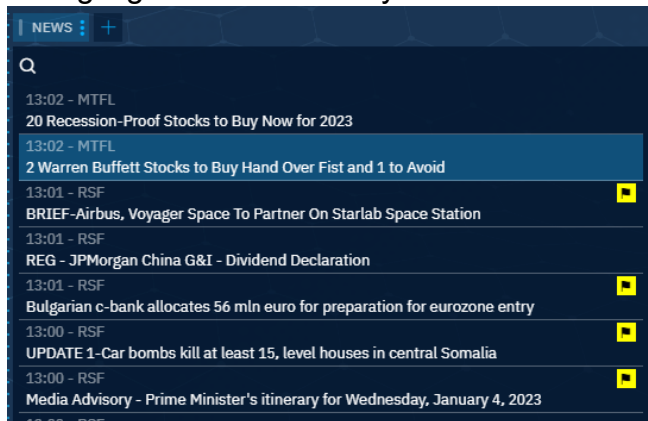 NEWS
13:02 - MTFL
20 Recession-Proof Stocks to Buy Now for 2023
13:02 - MTFL
2 Warren Buffett Stocks to Buy Hand Over Fist and 1 to Avoid
13:01 - RSF
BRIEF-Airbus, Voyager Space To Partner On Starlab Space Station
13:01 - RSF
REG - JPMorgan China G&I - Dividend Declaration
13:01 - RSF
Bulgarian c-bank allocates 56 mln euro for preparation for eurozone entry
13:00 - RSF
UPDATE 1-Car bombs kill at least 15, level houses in central Somalia
13:00 - RSF
Media Advisory - Prime Minister's itinerary for Wednesday, January 4, 2023